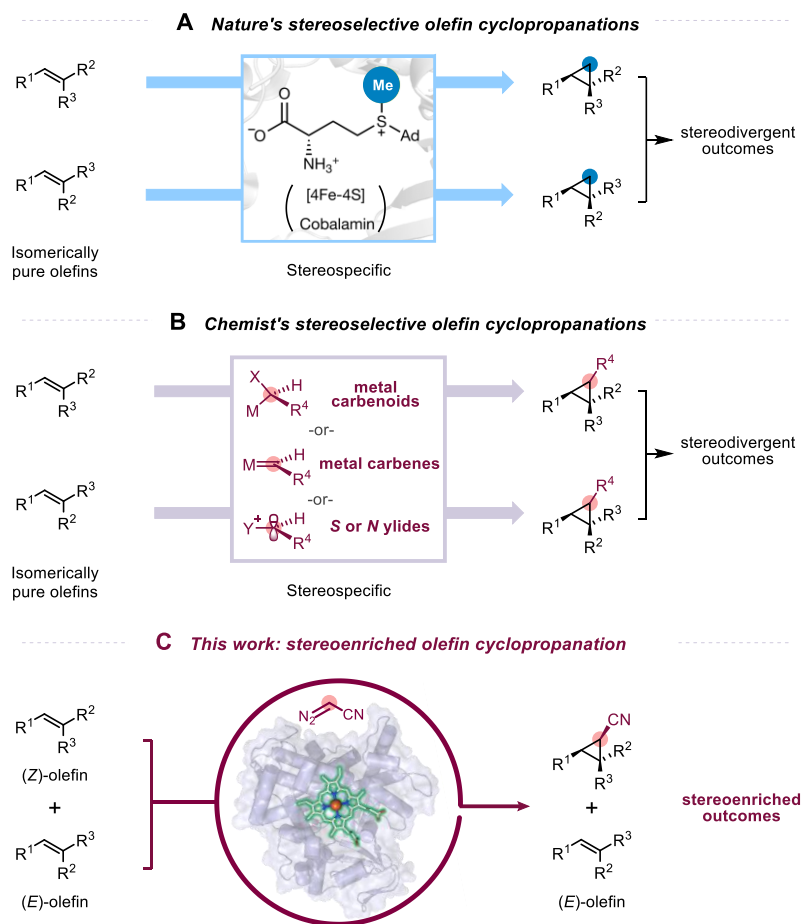 A Nature's stereoselective olefin cyclopropanations
R¹ R² R³
Me
O
⁻O
S
+
Ad
NH₃⁺
R¹ R² R³
stereodivergent
outcomes
R¹ R³ R²
[4Fe-4S]
Cobalamin
R¹ R³ R²
Isomerically
pure olefins
Stereospecific
B Chemist's stereoselective olefin cyclopropanations
R¹ R² R³
X
H
M
R⁴
metal
carbenoids
-or-
M
H
R⁴
metal carbenes
-or-
Y
+
H
R⁴
S or N ylides
R⁴
R¹ R² R³
stereodivergent
outcomes
R¹ R³ R²
R⁴
R¹ R³ R²
Isomerically
pure olefins
Stereospecific
C This work: stereoenriched olefin cyclopropanation
R¹ R² R³
(Z)-olefin
+
R¹ R³ R²
(E)-olefin
N₂ CN
CN
R¹ R² R³
+
R¹ R³ R²
(E)-olefin
stereoenriched
outcomes